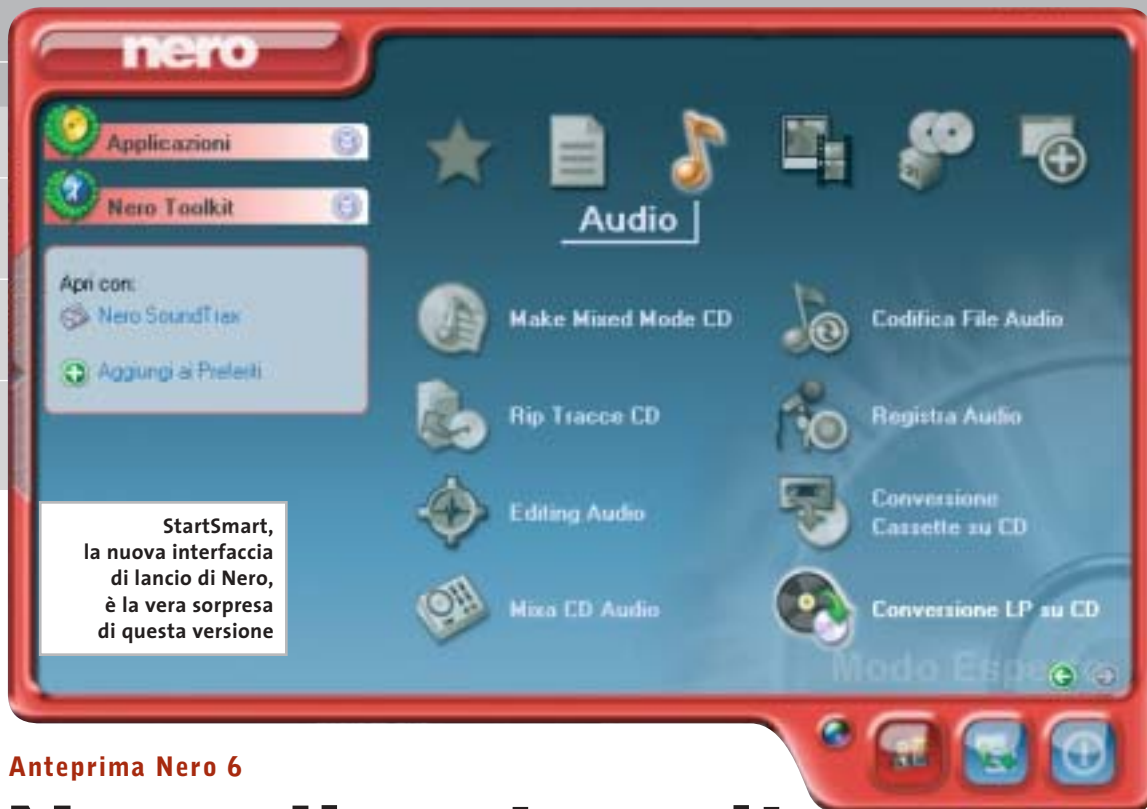 nero
Applicazioni
Nero Toolkit
Apri con:
Nero SoundTrax
Aggiungi ai Preferiti
Audio
Make Mixed Mode CD
Codifica File Audio
Rip Tracce CD
Registra Audio
Editing Audio
Conversione
Cassette su CD
Mixa CD Audio
Conversione LP su CD
Modo Esperto
StartSmart,
la nuova interfaccia
di lancio di Nero,
è la vera sorpresa
di questa versione
Anteprima Nero 6